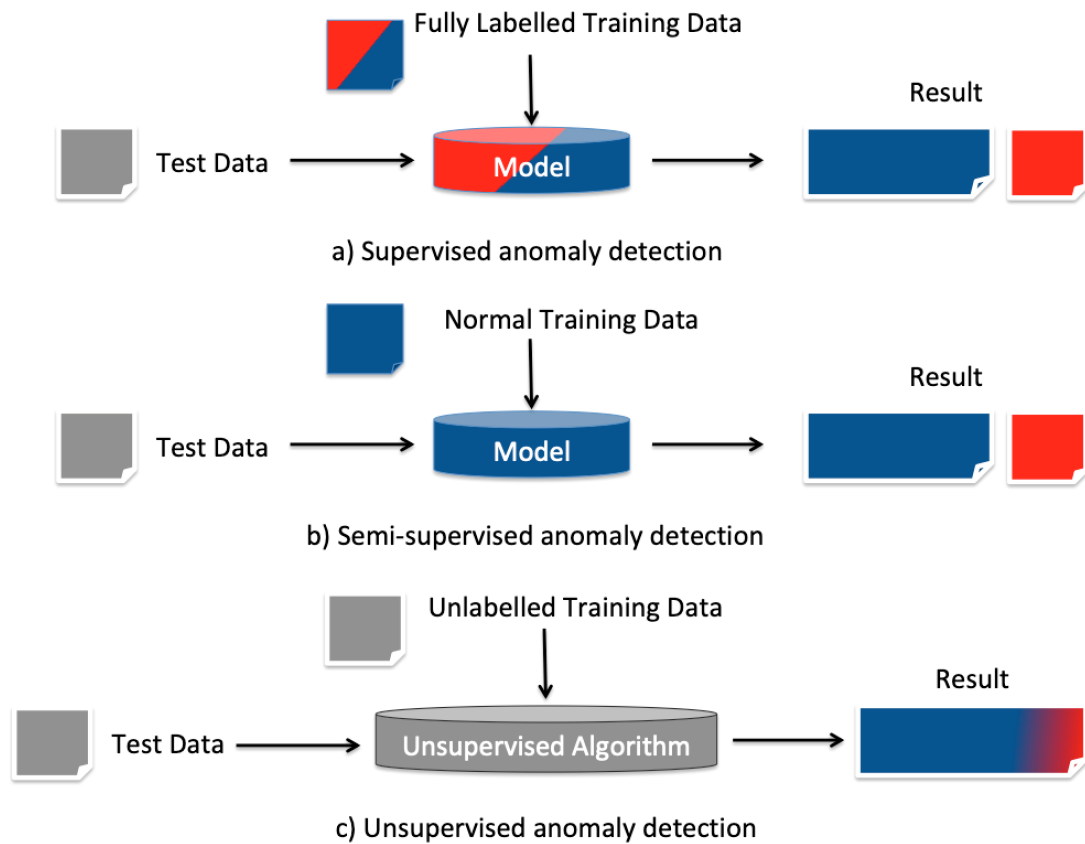 Fully Labelled Training Data
Result
Test Data
Model
a) Supervised anomaly detection
Normal Training Data
Result
Test Data
Model
b) Semi-supervised anomaly detection
Unlabelled Training Data
Result
Test Data
Unsupervised Algorithm
c) Unsupervised anomaly detection